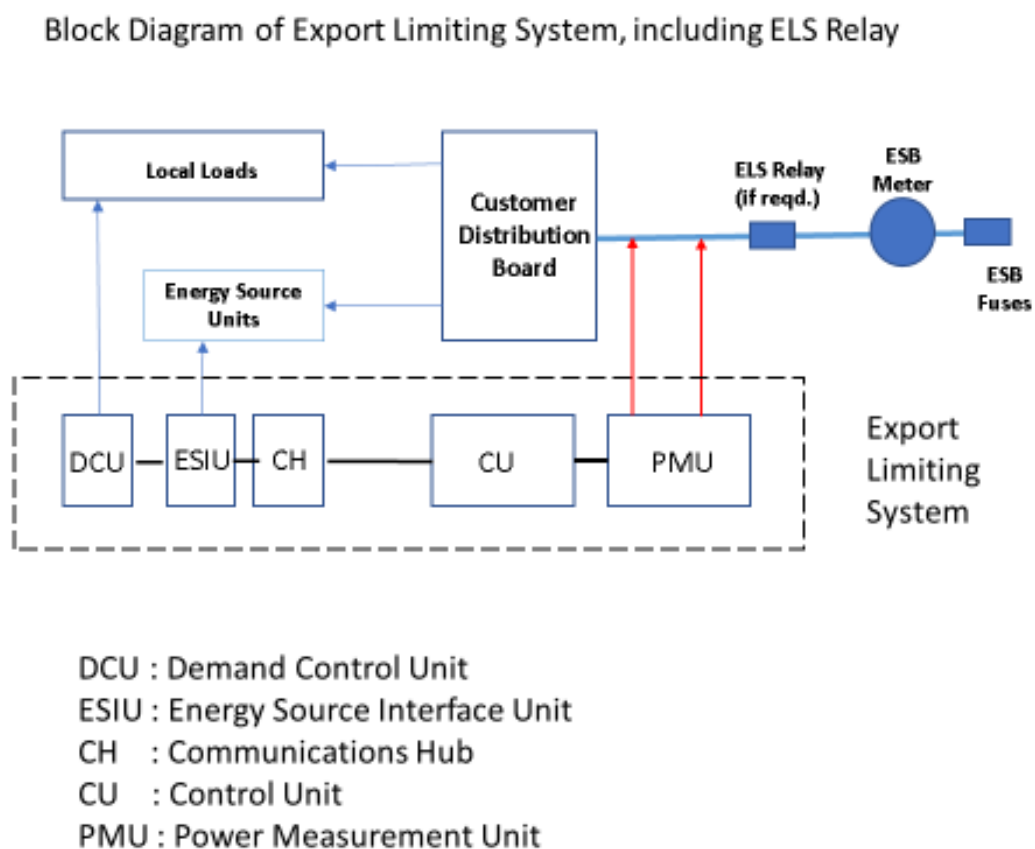 Block Diagram of Export Limiting System, including ELS Relay
Local Loads
Customer
Distribution
Board
ELS Relay
(if reqd.)
ESB
Meter
ESB
Fuses
Energy Source
Units
DCU
ESIU
CH
CU
PMU
Export
Limiting
System
DCU : Demand Control Unit
ESIU : Energy Source Interface Unit
CH : Communications Hub
CU : Control Unit
PMU : Power Measurement Unit